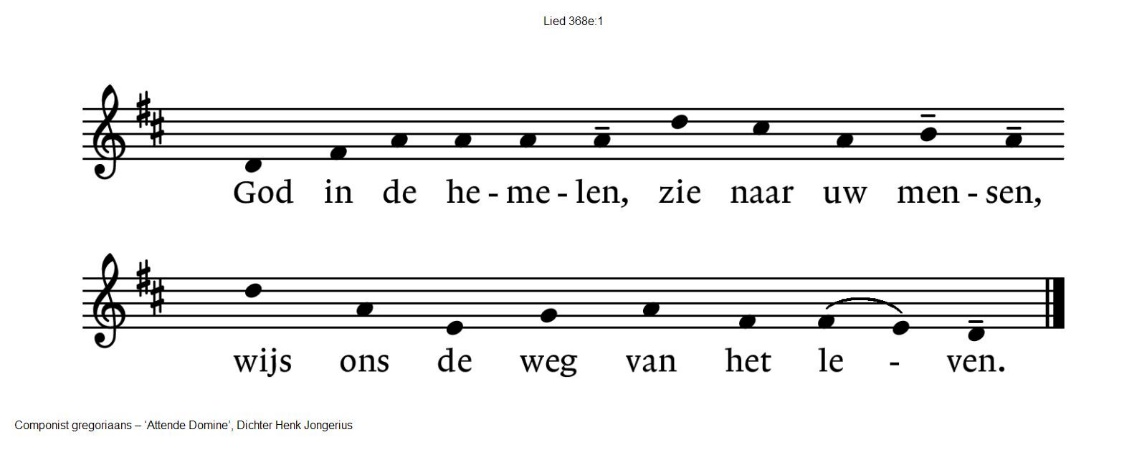 Lied 368e:1
God in de he - me - len, zie naar uw men - sen,
wijs ons de weg van het le - ven.
Componist gregoriaans – ‘Attende Domine’, Dichter Henk Jongerius